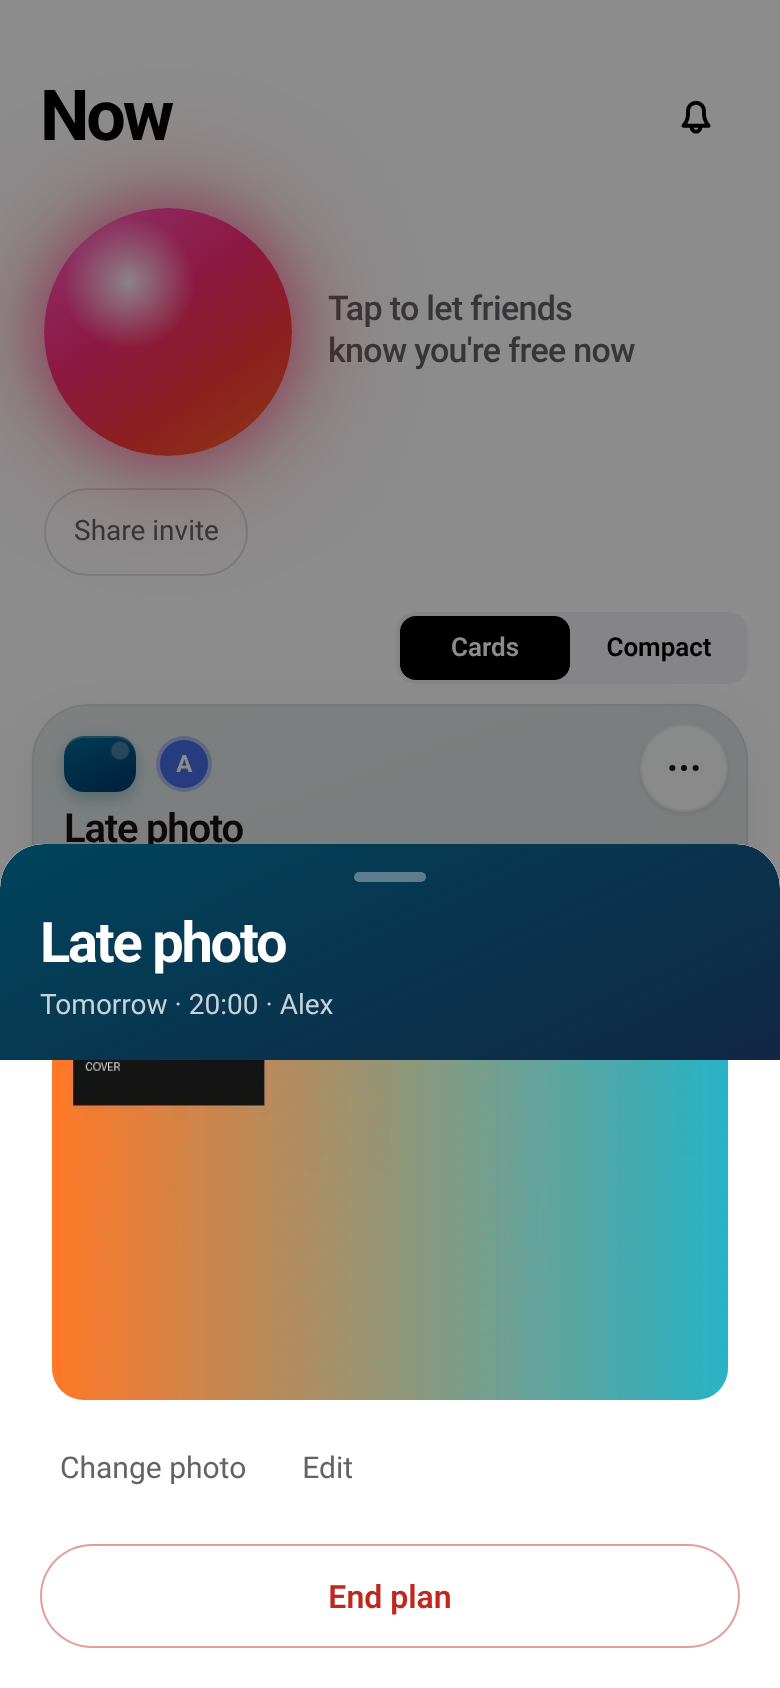 Now
Tap to let friends
know you're free now
Share invite
Cards
Compact
A
Late photo
Late photo
Tomorrow · 20:00 · Alex
COVER
Change photo
Edit
End plan